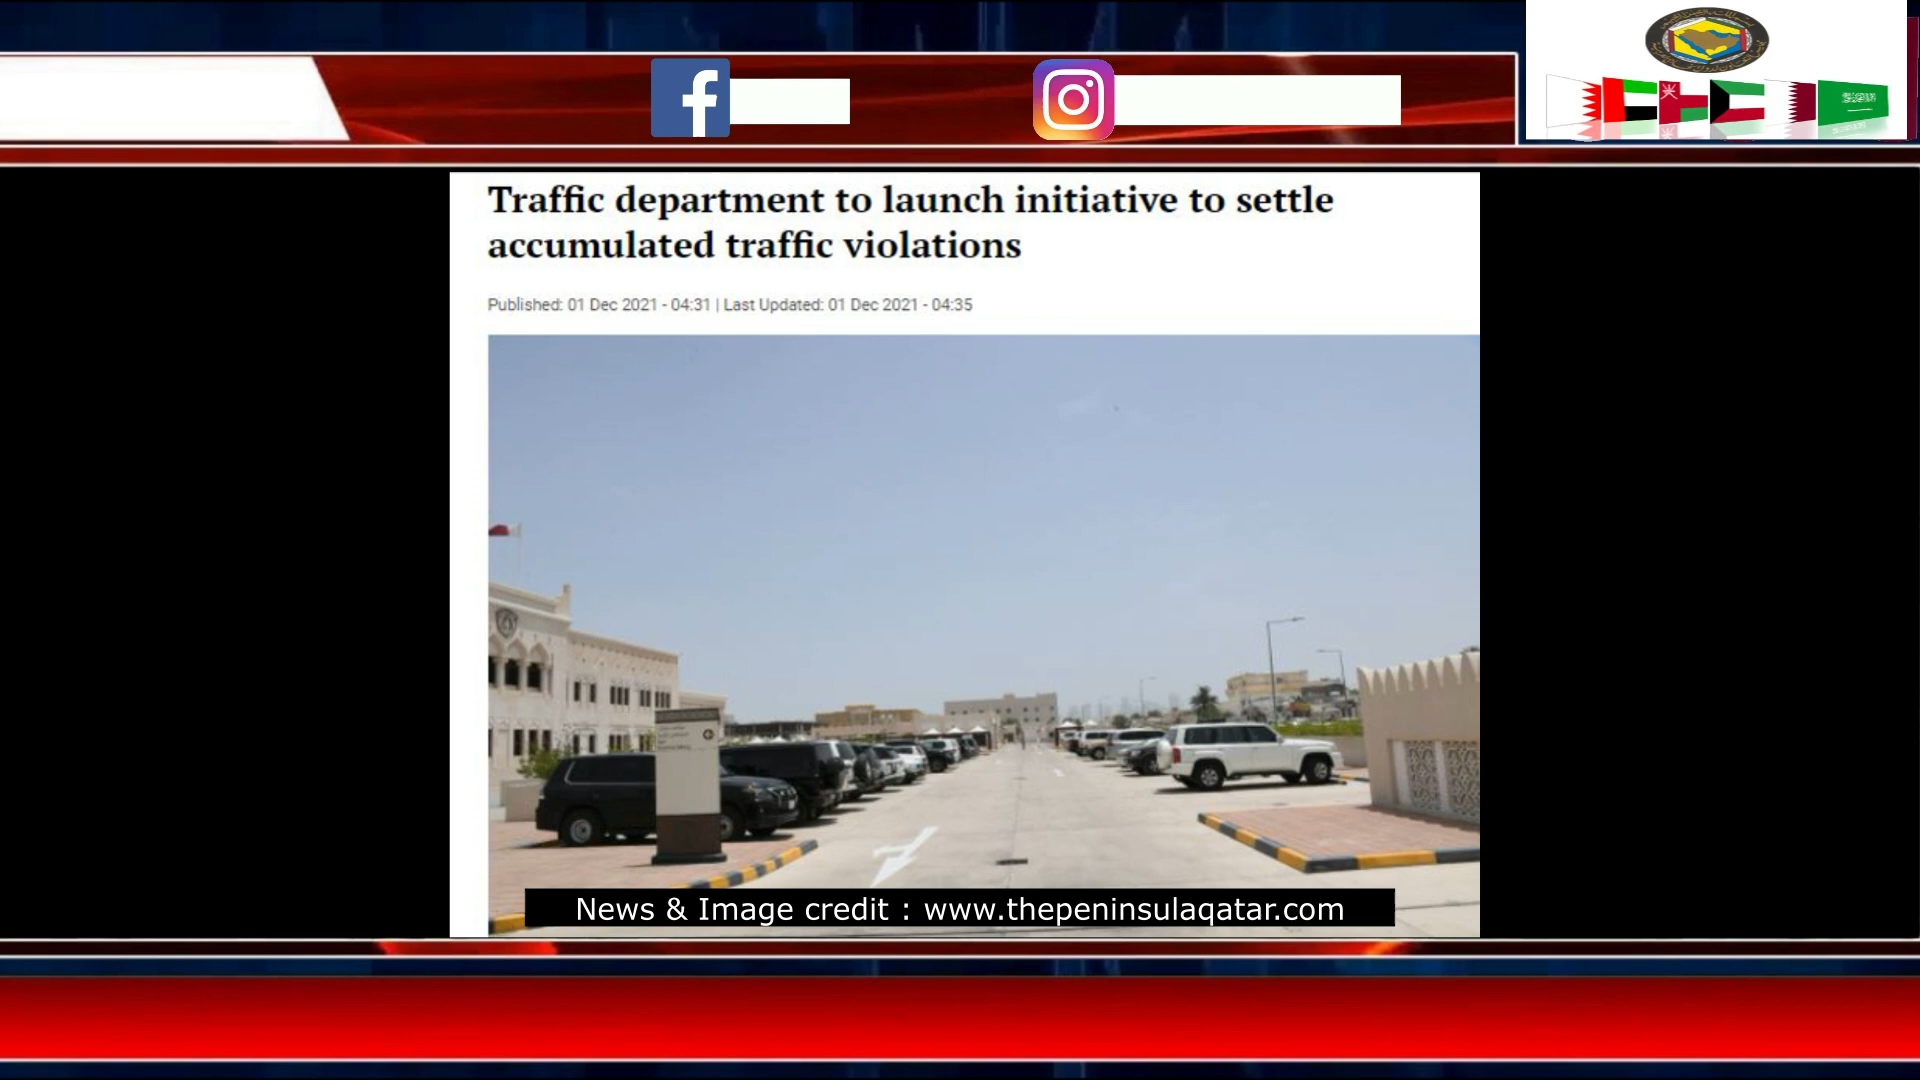 Traffic department to launch initiative to settle
accumulated traffic violations
Published: 01 Dec 2021 - 04:31 | Last Updated: 01 Dec 2021 - 04:35
News & Image credit : www.thepeninsulaqatar.com